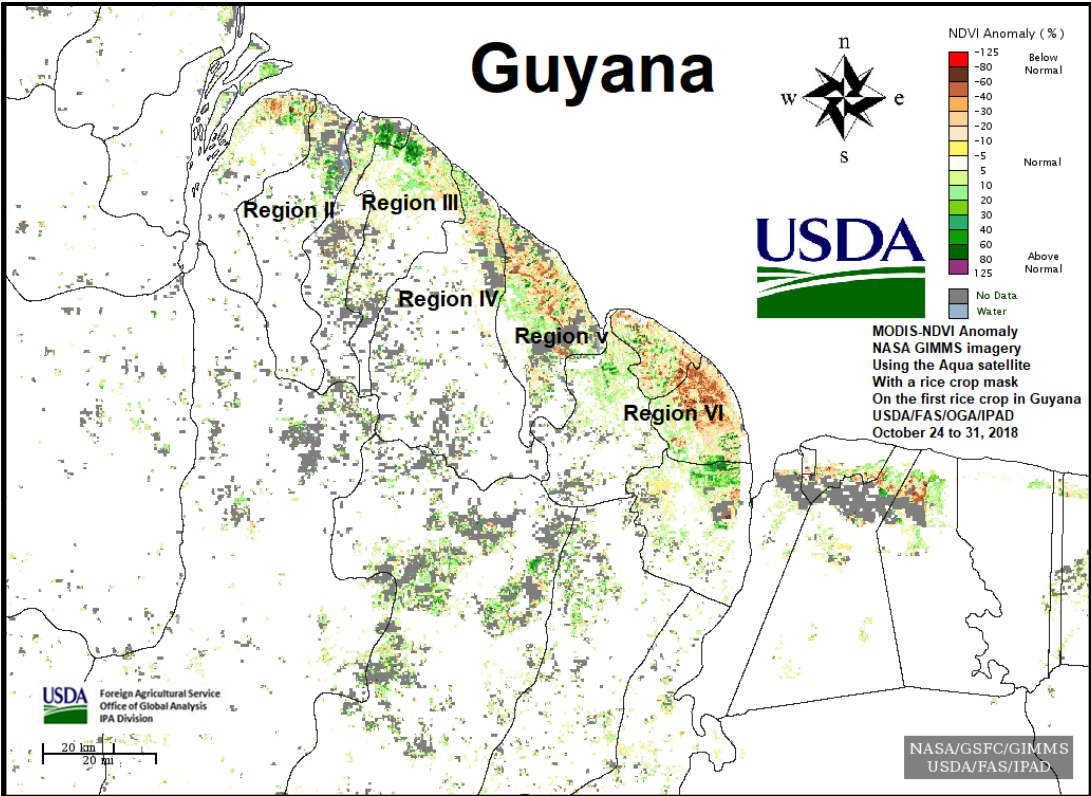 Guyana
n
w e
s
NDVI Anomaly (%)
-125
-80
-60
-40
-30
-20
-10
-5
5
10
20
30
40
60
80
125
Below
Normal
Normal
Above
Normal
No Data
Water
USDA
MODIS-NDVI Anomaly
NASA GIMMS imagery
Using the Aqua satellite
With a rice crop mask
On the first rice crop in Guyana
USDA/FAS/OGA/IPAD
October 24 to 31, 2018
Region II
Region III
Region IV
Region v
Region VI
USDA
Foreign Agricultural Service
Office of Global Analysis
IPA Division
20 km
20 mi
NASA/GSFC/GIMMS
USDA/FAS/IPAD